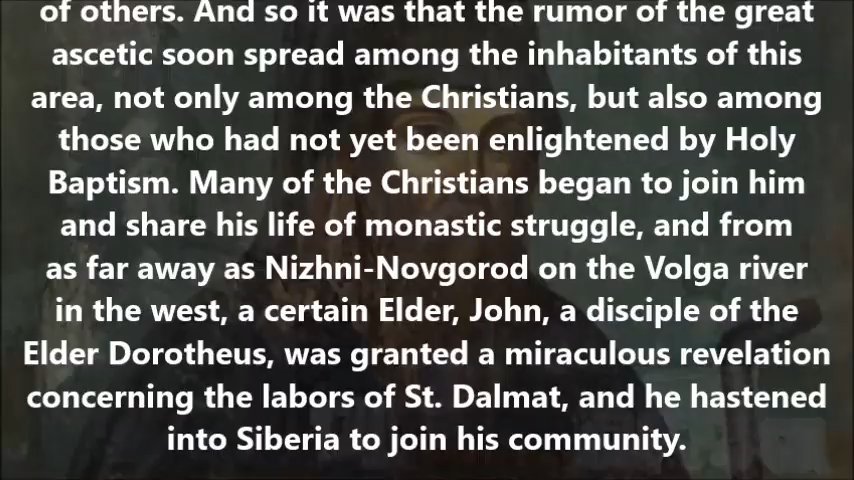 of others. And so it was that the rumor of the great
ascetic soon spread among the inhabitants of this
area, not only among the Christians, but also among
those who had not yet been enlightened by Holy
Baptism. Many of the Christians began to join him
and share his life of monastic struggle, and from
as far away as Nizhni-Novgorod on the Volga river
in the west, a certain Elder, John, a disciple of the
Elder Dorotheus, was granted a miraculous revelation
concerning the labors of St. Dalmat, and he hastened
into Siberia to join his community.